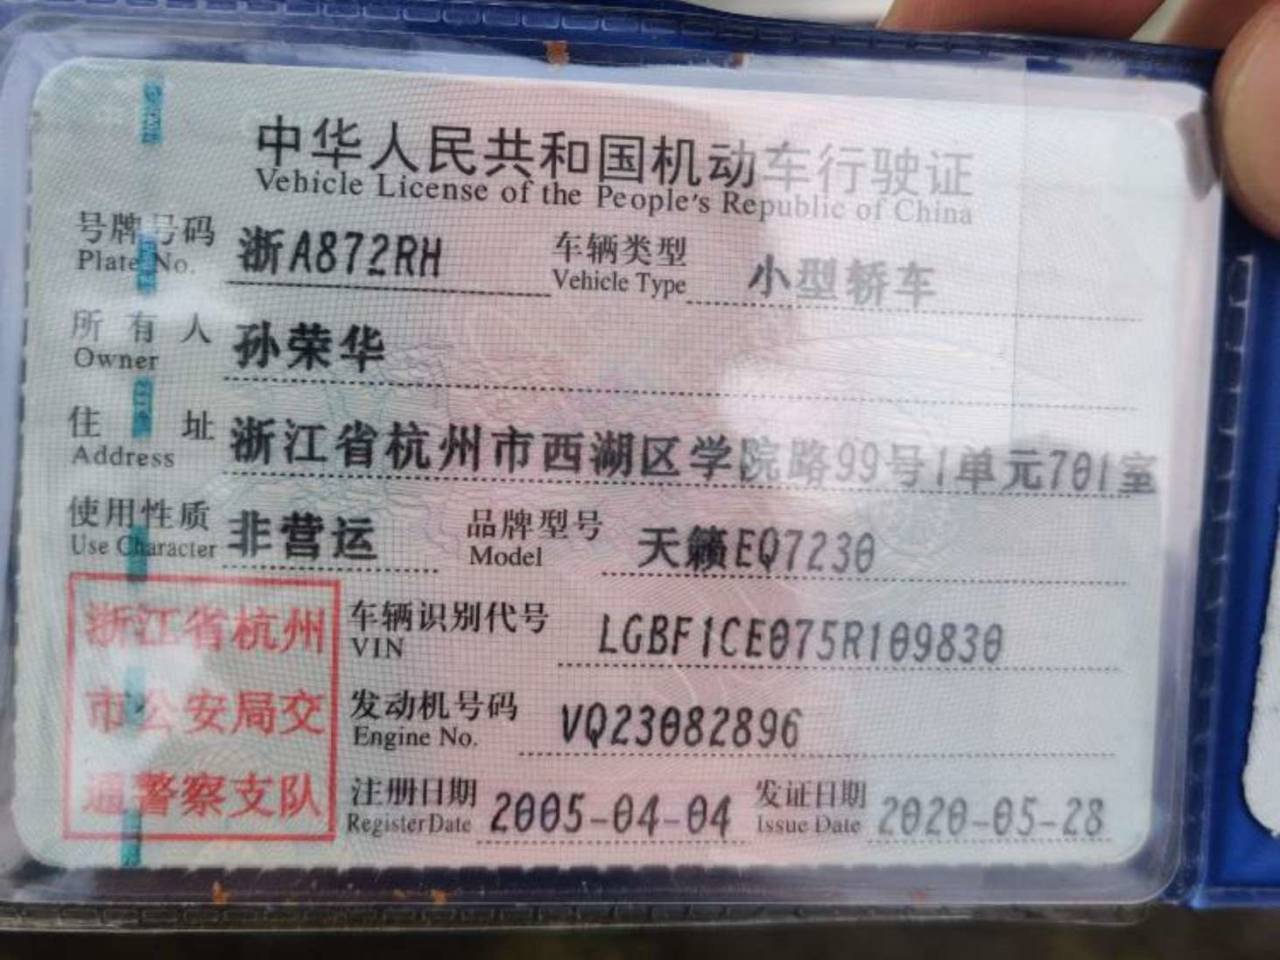 中华人民共和国机动车行驶证
Vehicle License of the People's Republic of China
号牌号码 浙A872RH 车辆类型 小型轿车
Plate No. Vehicle Type
所有人 孙荣华
Owner
住址 浙江省杭州市西湖区学院路99号1单元701室
Address
使用性质 非营运 品牌型号 天籁EQ7230
Use Character Model
浙江省杭州
市公安局交
通警察支队
车辆识别代号 LGBF1CE075R109830
VIN
发动机号码 VQ23082896
Engine No.
注册日期 2005-04-04 发证日期 2020-05-28
Register Date Issue Date